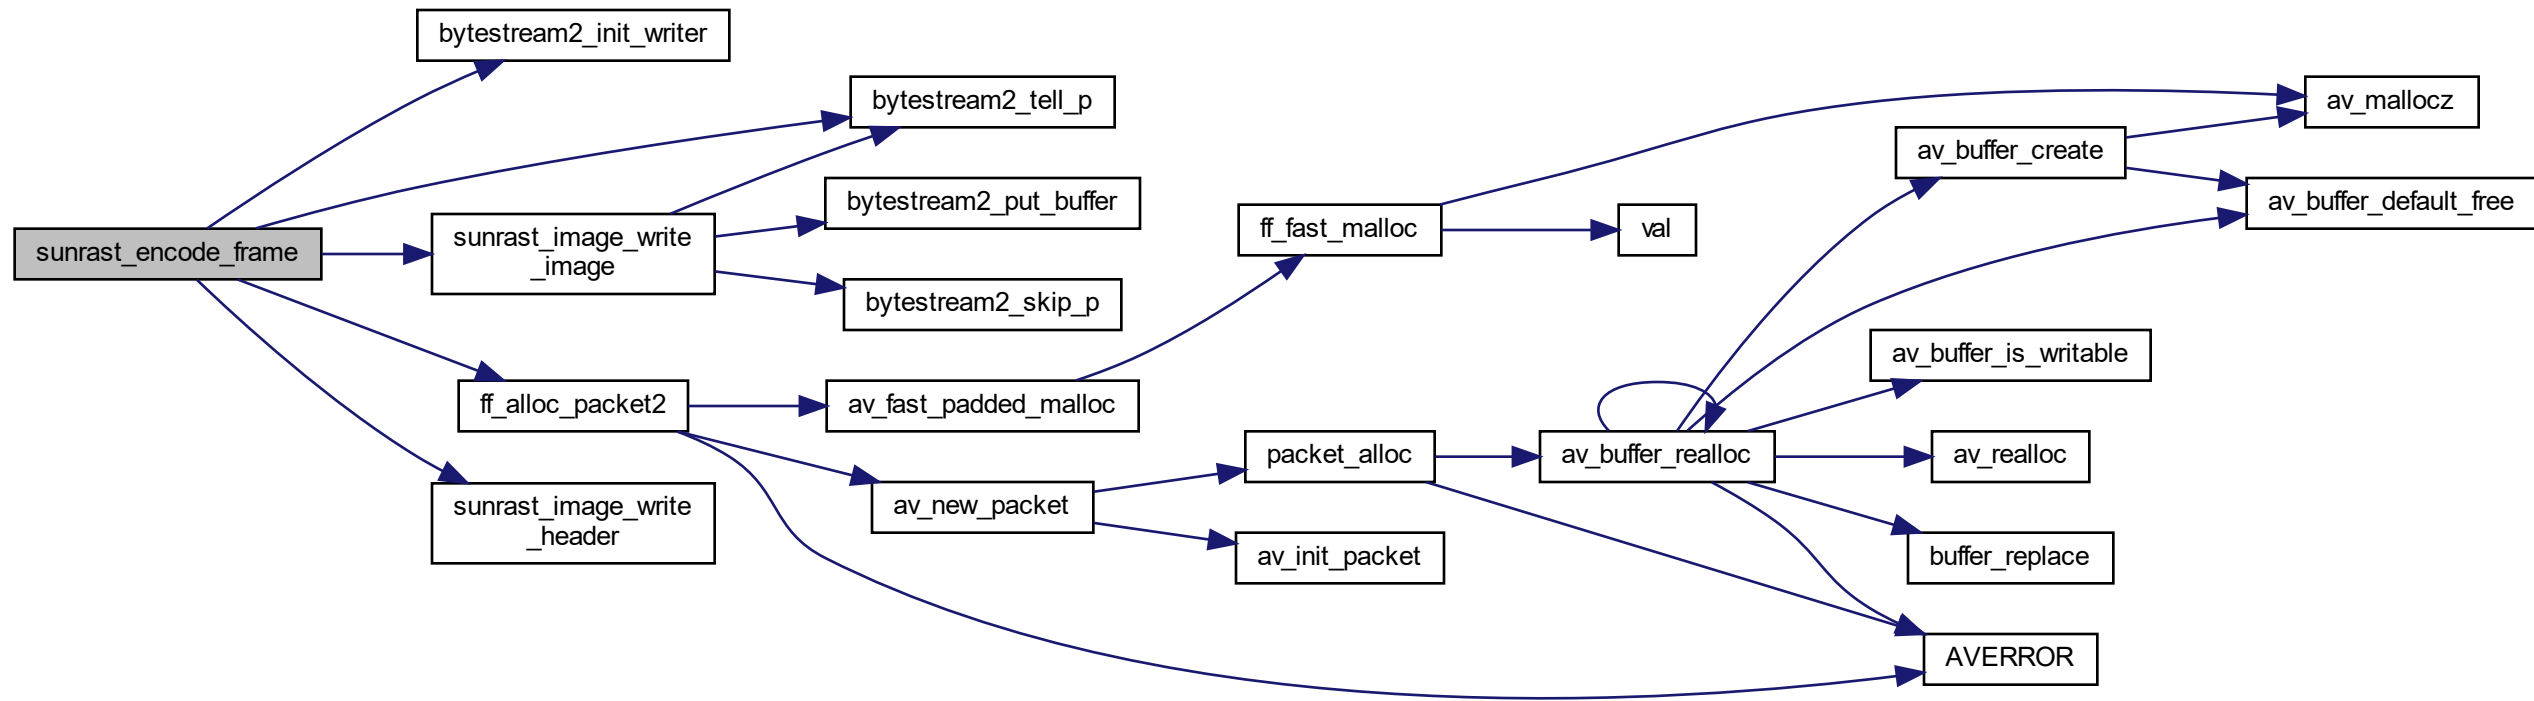 sunrast_encode_frame
bytestream2_init_writer
bytestream2_tell_p
sunrast_image_write
_image
bytestream2_put_buffer
bytestream2_skip_p
ff_alloc_packet2
sunrast_image_write
_header
av_fast_padded_malloc
av_new_packet
ff_fast_malloc
val
packet_alloc
av_init_packet
av_buffer_realloc
av_mallocz
av_buffer_create
av_buffer_default_free
av_buffer_is_writable
av_realloc
buffer_replace
AVERROR